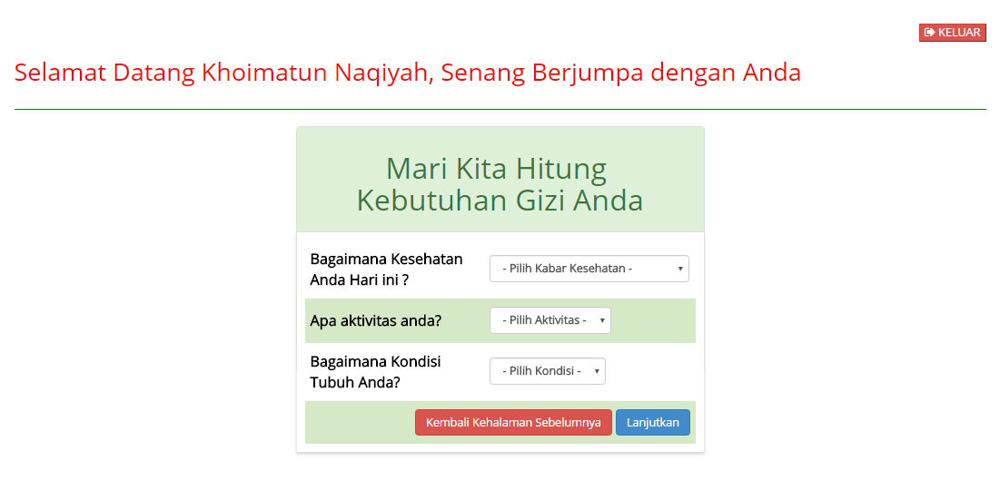 KELUAR
Selamat Datang Khoimatun Naqiyah, Senang Berjumpa dengan Anda
Mari Kita Hitung
Kebutuhan Gizi Anda
Bagaimana Kesehatan
Anda Hari ini ?
- Pilih Kabar Kesehatan -
Apa aktivitas anda?
- Pilih Aktivitas -
Bagaimana Kondisi
Tubuh Anda?
- Pilih Kondisi -
Kembali Kehalaman Sebelumnya
Lanjutkan